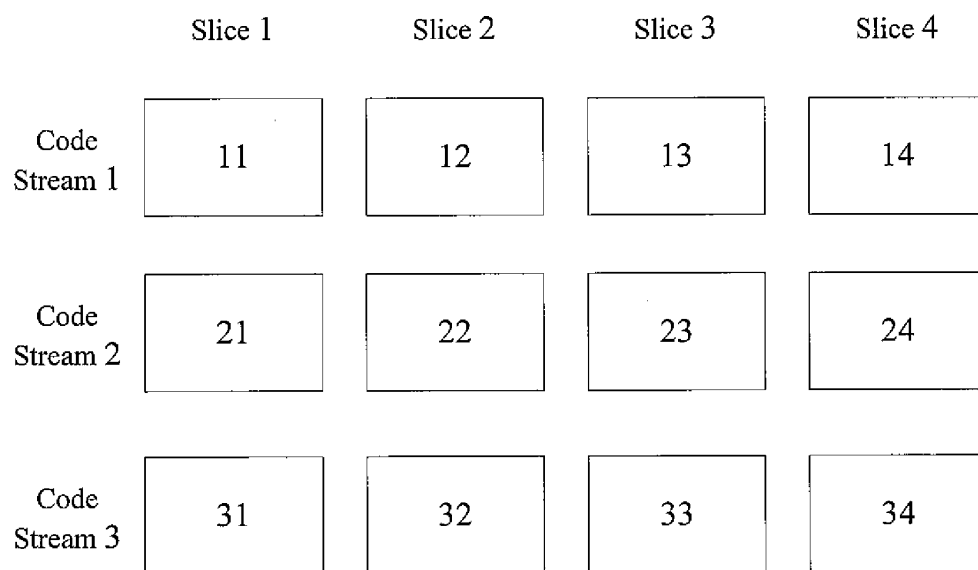 Slice 1 Slice 2 Slice 3 Slice 4
Code
Stream 1
11 12 13 14
Code
Stream 2
21 22 23 24
Code
Stream 3
31 32 33 34